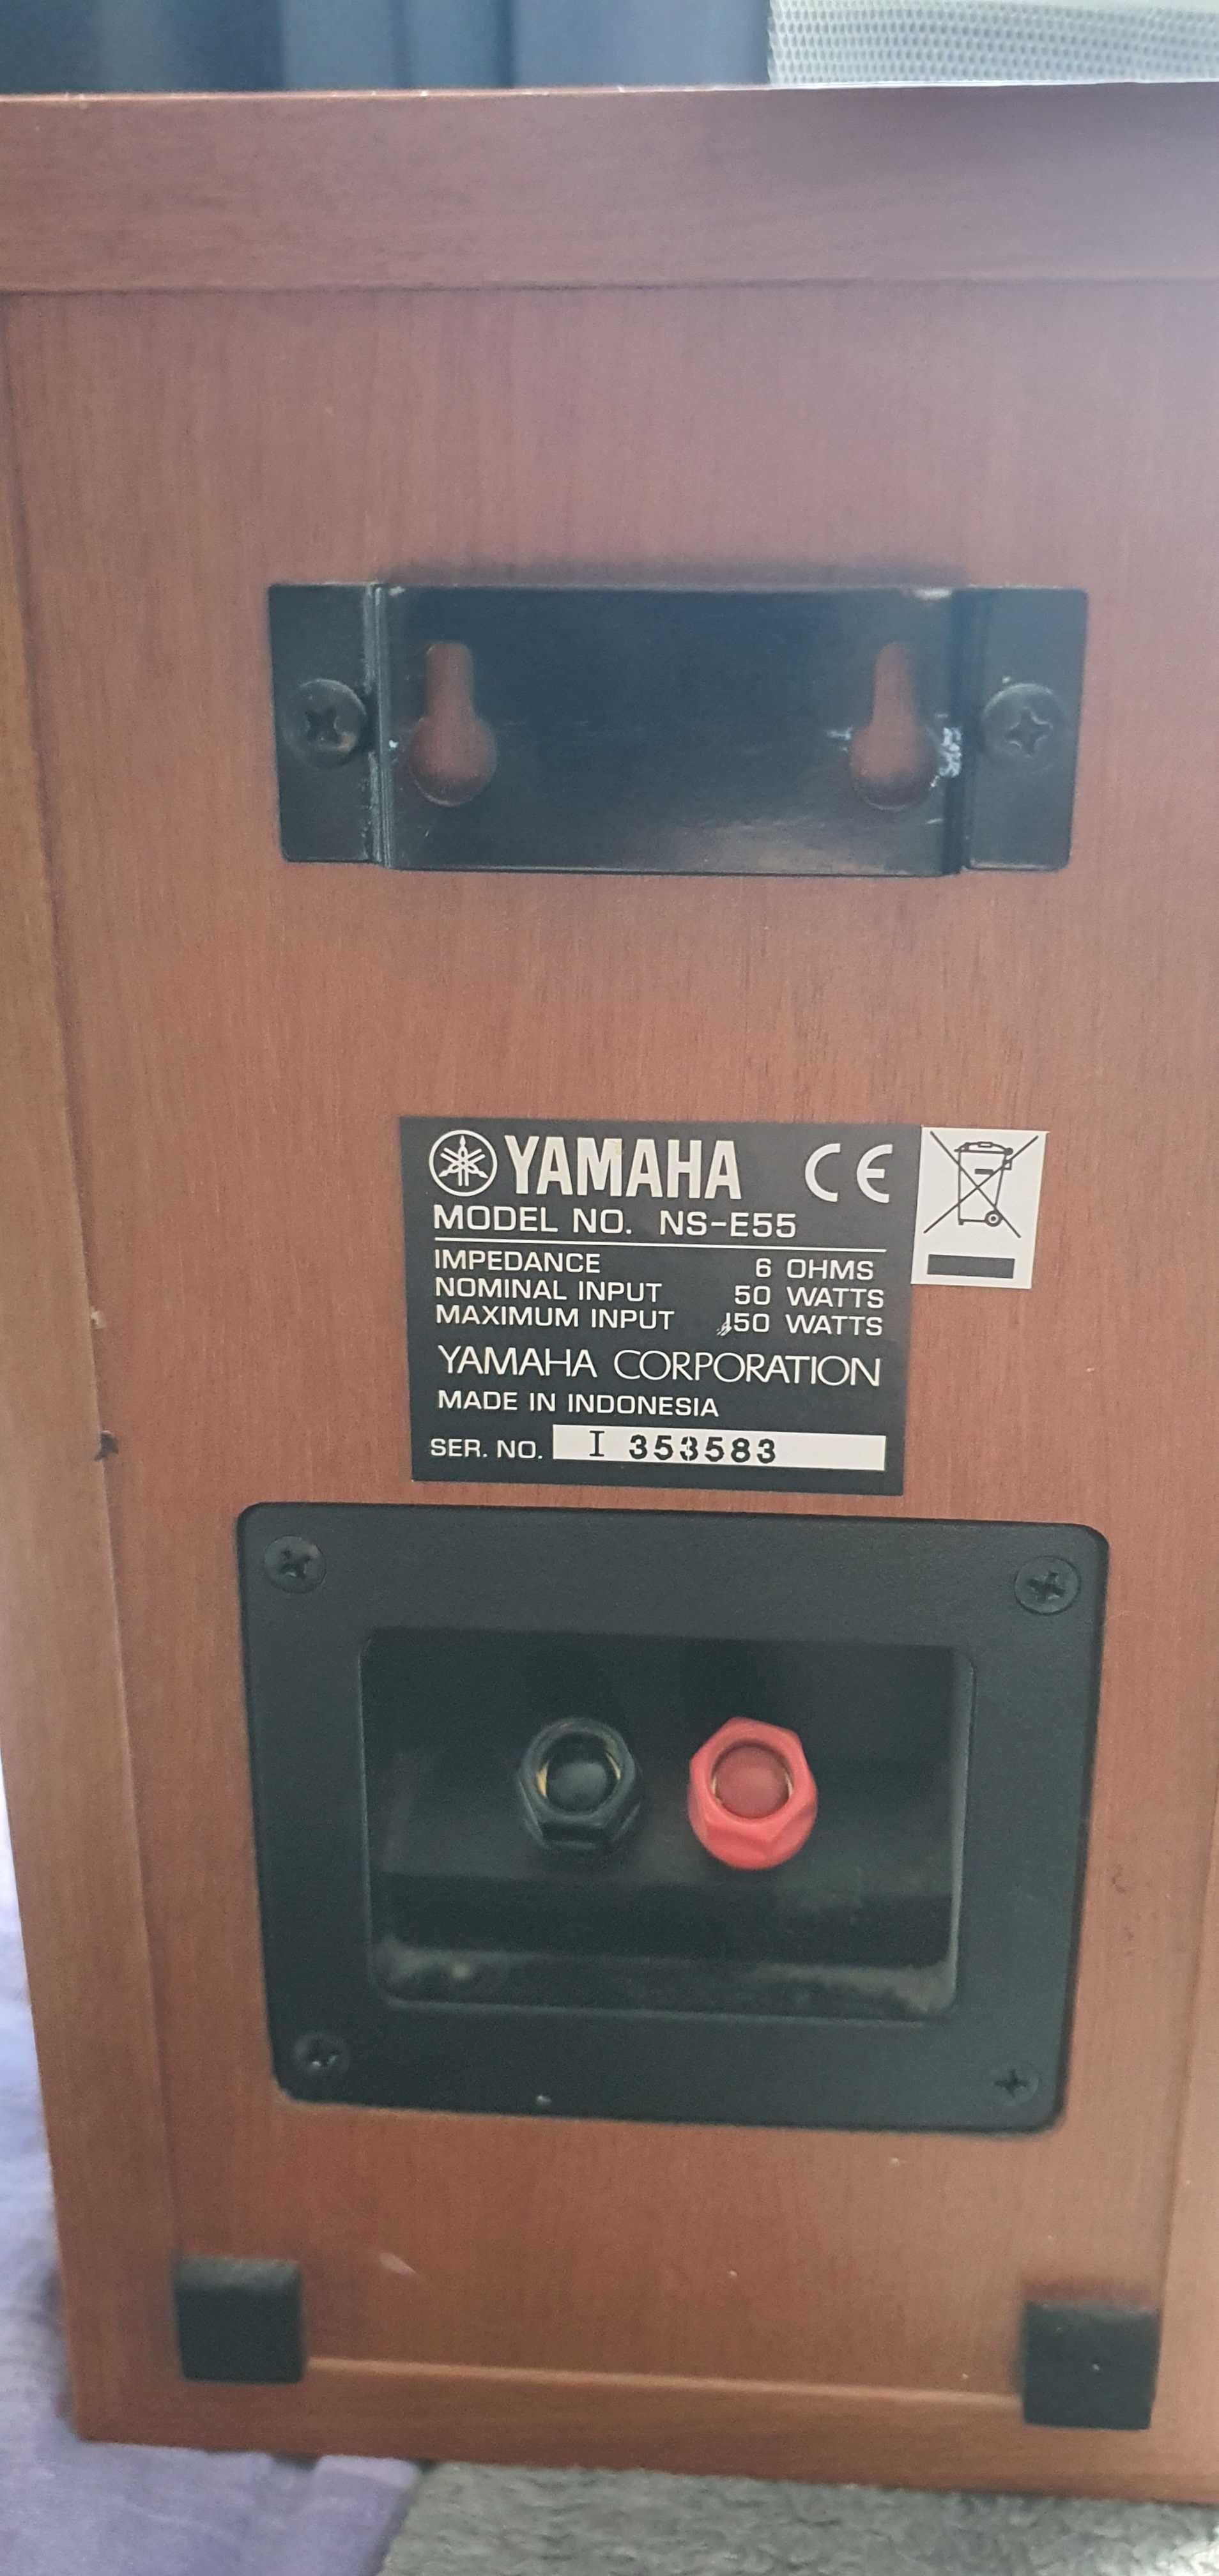 YAMAHA CE
MODEL NO. NS-E55
IMPEDANCE 6 OHMS
NOMINAL INPUT 50 WATTS
MAXIMUM INPUT 150 WATTS
YAMAHA CORPORATION
MADE IN INDONESIA
SER. NO. I 353583